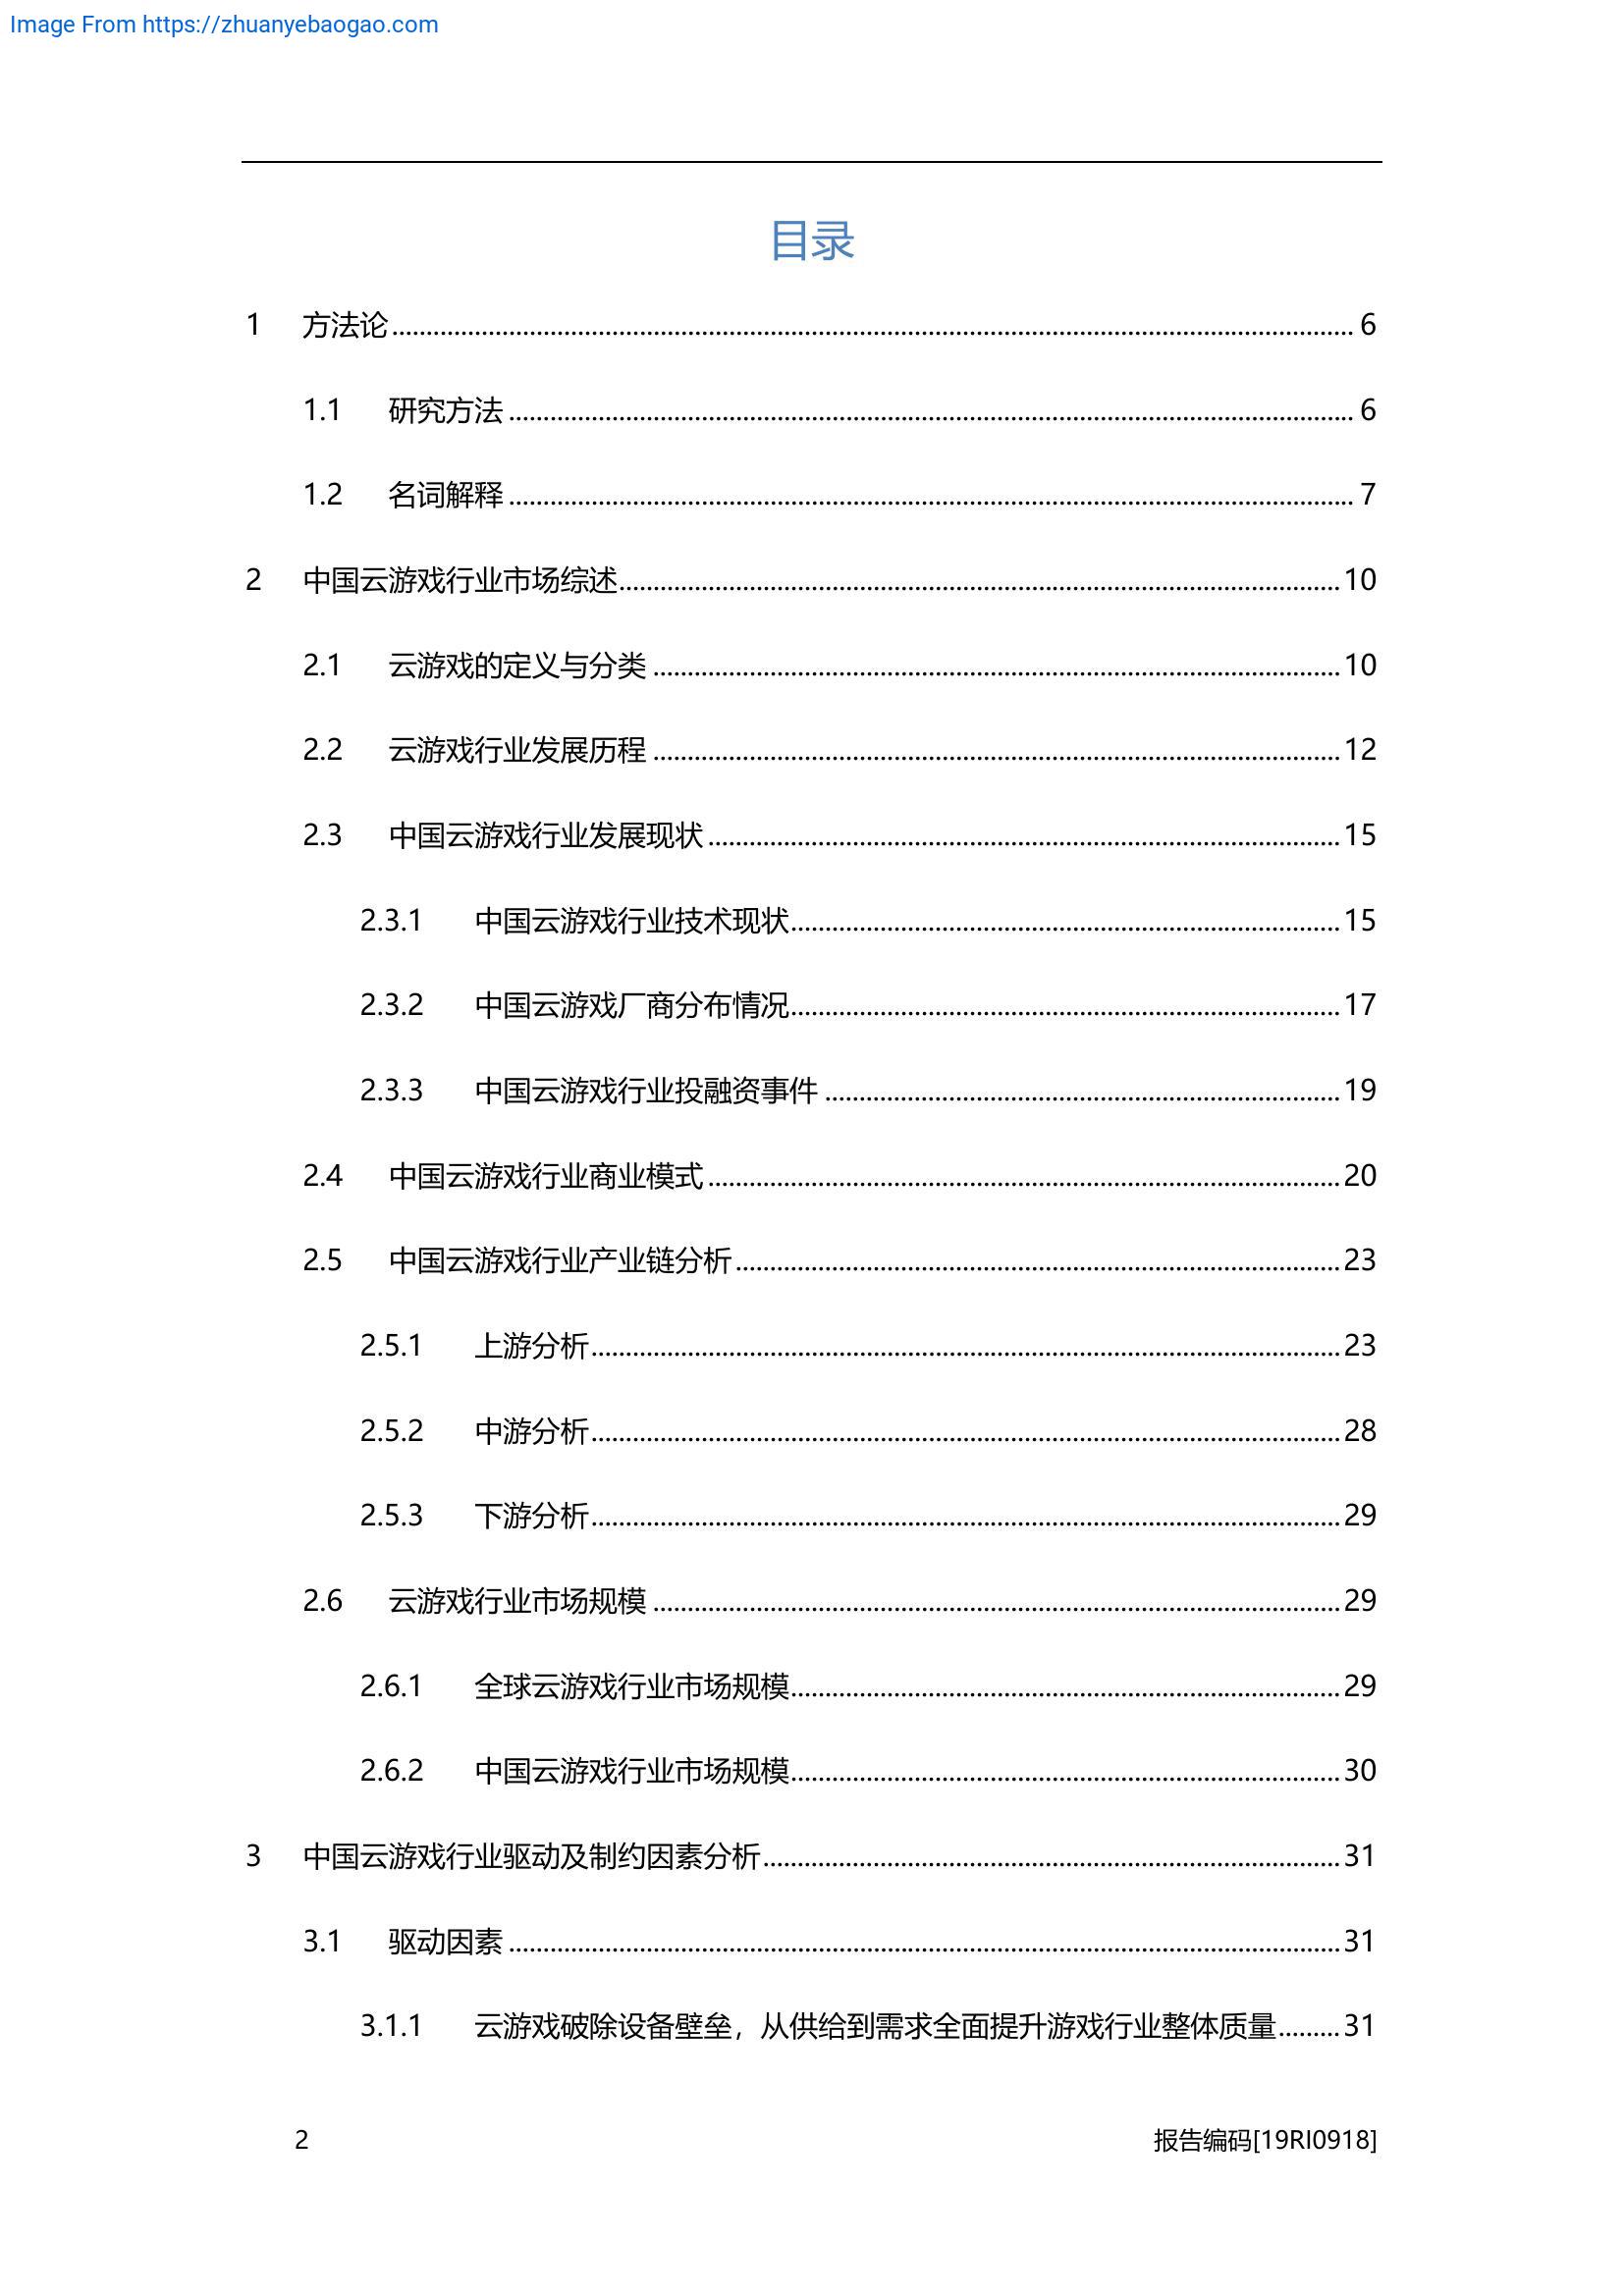 Image From https://zhuanyebaogao.com
目录
1 方法论 6
1.1 研究方法 6
1.2 名词解释 7
2 中国云游戏行业市场综述 10
2.1 云游戏的定义与分类 10
2.2 云游戏行业发展历程 12
2.3 中国云游戏行业发展现状 15
2.3.1 中国云游戏行业技术现状 15
2.3.2 中国云游戏厂商分布情况 17
2.3.3 中国云游戏行业投融资事件 19
2.4 中国云游戏行业商业模式 20
2.5 中国云游戏行业产业链分析 23
2.5.1 上游分析 23
2.5.2 中游分析 28
2.5.3 下游分析 29
2.6 云游戏行业市场规模 29
2.6.1 全球云游戏行业市场规模 29
2.6.2 中国云游戏行业市场规模 30
3 中国云游戏行业驱动及制约因素分析 31
3.1 驱动因素 31
3.1.1 云游戏破除设备壁垒，从供给到需求全面提升游戏行业整体质量 31
2 报告编码[19RI0918]